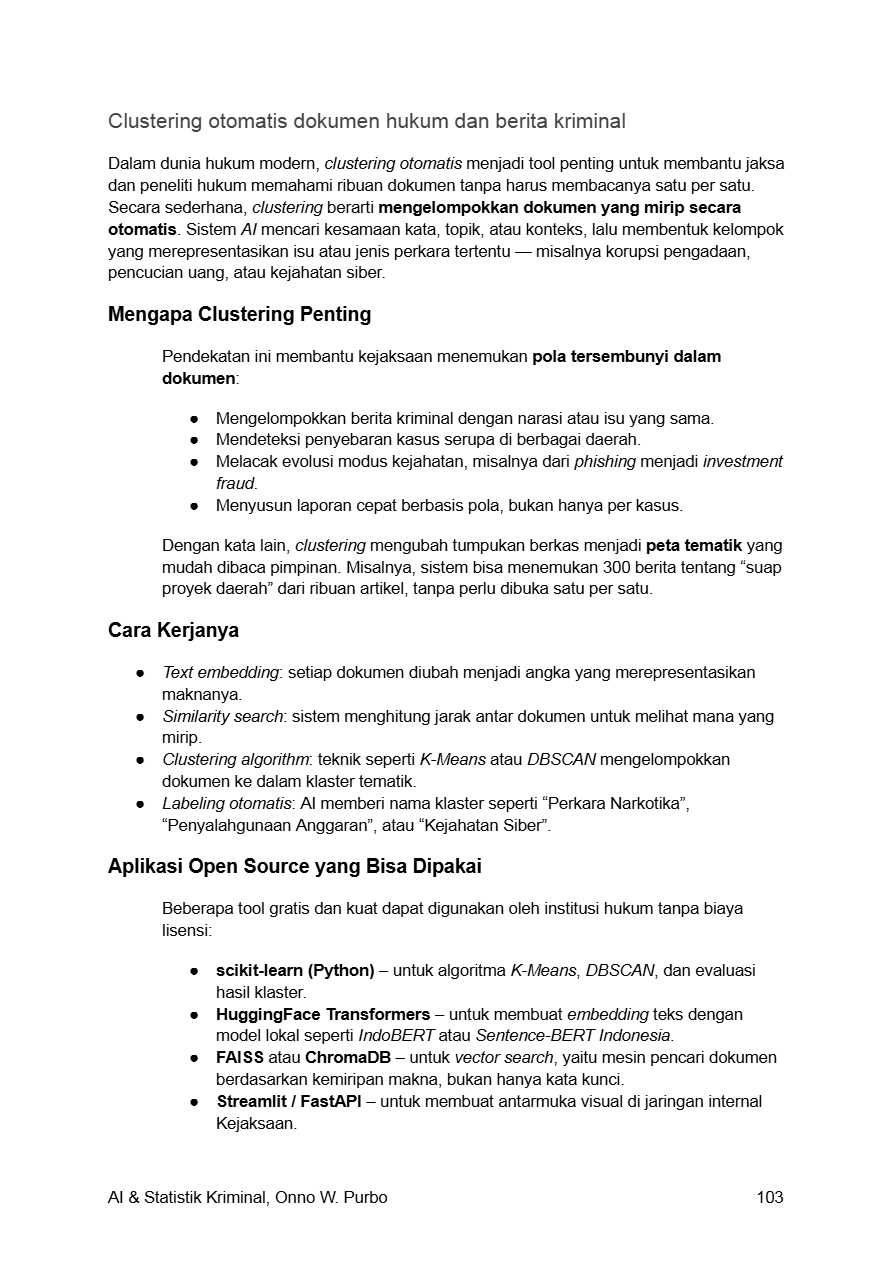 Clustering otomatis dokumen hukum dan berita kriminal
Dalam dunia hukum modern, clustering otomatis menjadi tool penting untuk membantu jaksa
dan peneliti hukum memahami ribuan dokumen tanpa harus membacanya satu per satu.
Secara sederhana, clustering berarti mengelompokkan dokumen yang mirip secara
otomatis. Sistem AI mencari kesamaan kata, topik, atau konteks, lalu membentuk kelompok
yang merepresentasikan isu atau jenis perkara tertentu — misalnya korupsi pengadaan,
pencucian uang, atau kejahatan siber.
Mengapa Clustering Penting
Pendekatan ini membantu kejaksaan menemukan pola tersembunyi dalam
dokumen:
● Mengelompokkan berita kriminal dengan narasi atau isu yang sama.
● Mendeteksi penyebaran kasus serupa di berbagai daerah.
● Melacak evolusi modus kejahatan, misalnya dari phishing menjadi investment
fraud.
● Menyusun laporan cepat berbasis pola, bukan hanya per kasus.
Dengan kata lain, clustering mengubah tumpukan berkas menjadi peta tematik yang
mudah dibaca pimpinan. Misalnya, sistem bisa menemukan 300 berita tentang “suap
proyek daerah” dari ribuan artikel, tanpa perlu dibuka satu per satu.
Cara Kerjanya
● Text embedding: setiap dokumen diubah menjadi angka yang merepresentasikan
maknanya.
● Similarity search: sistem menghitung jarak antar dokumen untuk melihat mana yang
mirip.
● Clustering algorithm: teknik seperti K-Means atau DBSCAN mengelompokkan
dokumen ke dalam klaster tematik.
● Labeling otomatis: AI memberi nama klaster seperti “Perkara Narkotika”,
“Penyalahgunaan Anggaran”, atau “Kejahatan Siber”.
Aplikasi Open Source yang Bisa Dipakai
Beberapa tool gratis dan kuat dapat digunakan oleh institusi hukum tanpa biaya
lisensi:
● scikit-learn (Python) – untuk algoritma K-Means, DBSCAN, dan evaluasi
hasil klaster.
● HuggingFace Transformers – untuk membuat embedding teks dengan
model lokal seperti IndoBERT atau Sentence-BERT Indonesia.
● FAISS atau ChromaDB – untuk vector search, yaitu mesin pencari dokumen
berdasarkan kemiripan makna, bukan hanya kata kunci.
● Streamlit / FastAPI – untuk membuat antarmuka visual di jaringan internal
Kejaksaan.
AI & Statistik Kriminal, Onno W. Purbo 103